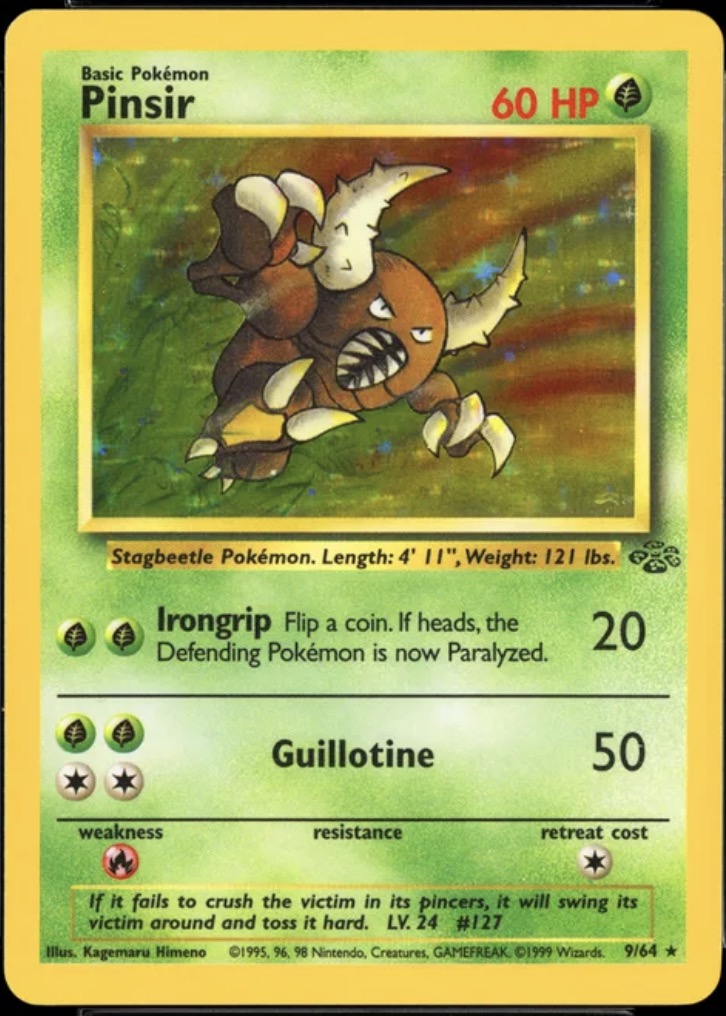 Basic Pokémon
Pinsir
60 HP
Stagbeetle Pokémon. Length: 4' 11", Weight: 121 lbs.
Irongrip Flip a coin. If heads, the
Defending Pokémon is now Paralyzed.
20
Guillotine
50
weakness
resistance
retreat cost
If it fails to crush the victim in its pincers, it will swing its
victim around and toss it hard. LV. 24 #127
Illus. Kagemaru Himeno ©1995, 96, 98 Nintendo, Creatures, GAMEFREAK. ©1999 Wizards. 9/64 ★